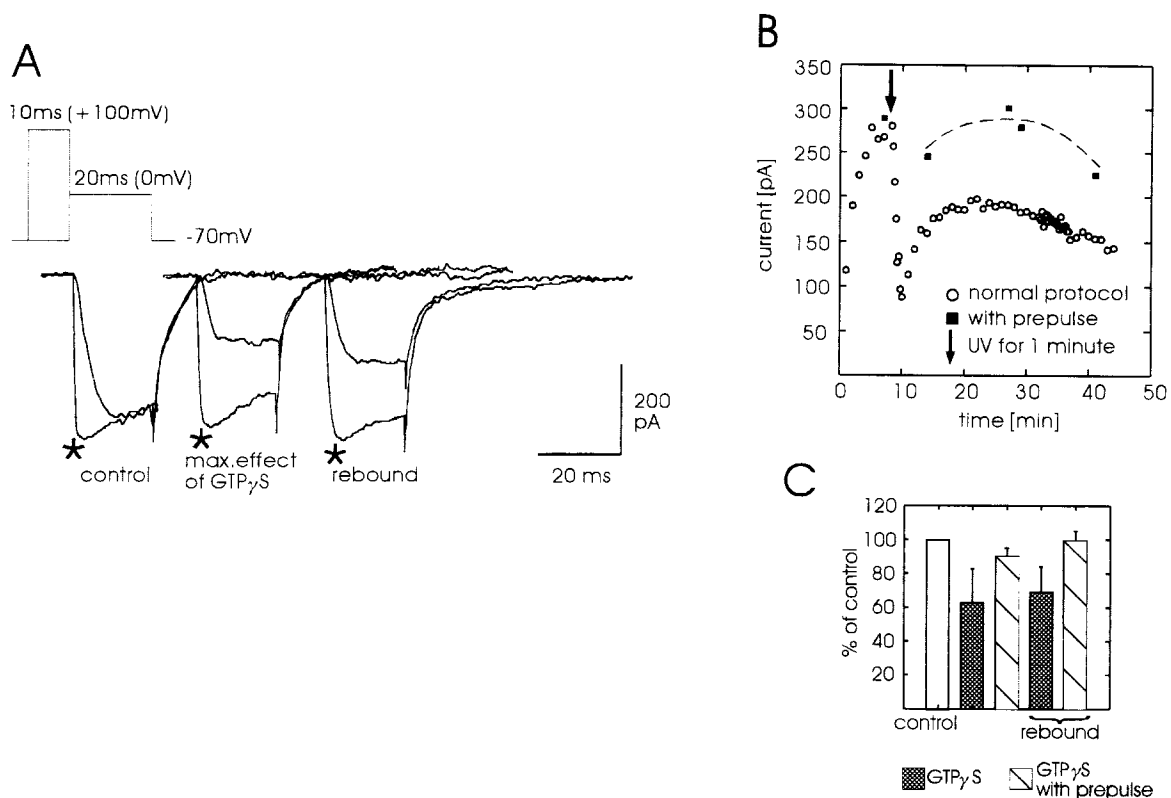 A
10ms (+100mV)
20ms (0mV)
-70mV
control
max.effect
of GTPγS
rebound
200
pA
20 ms
B
350
300
250
200
150
100
50
current [pA]
0
10
20
30
40
50
time [min]
normal protocol
with prepulse
UV for 1 minute
C
120
100
80
60
40
20
% of control
control
rebound
GTPγS
GTPγS
with prepulse